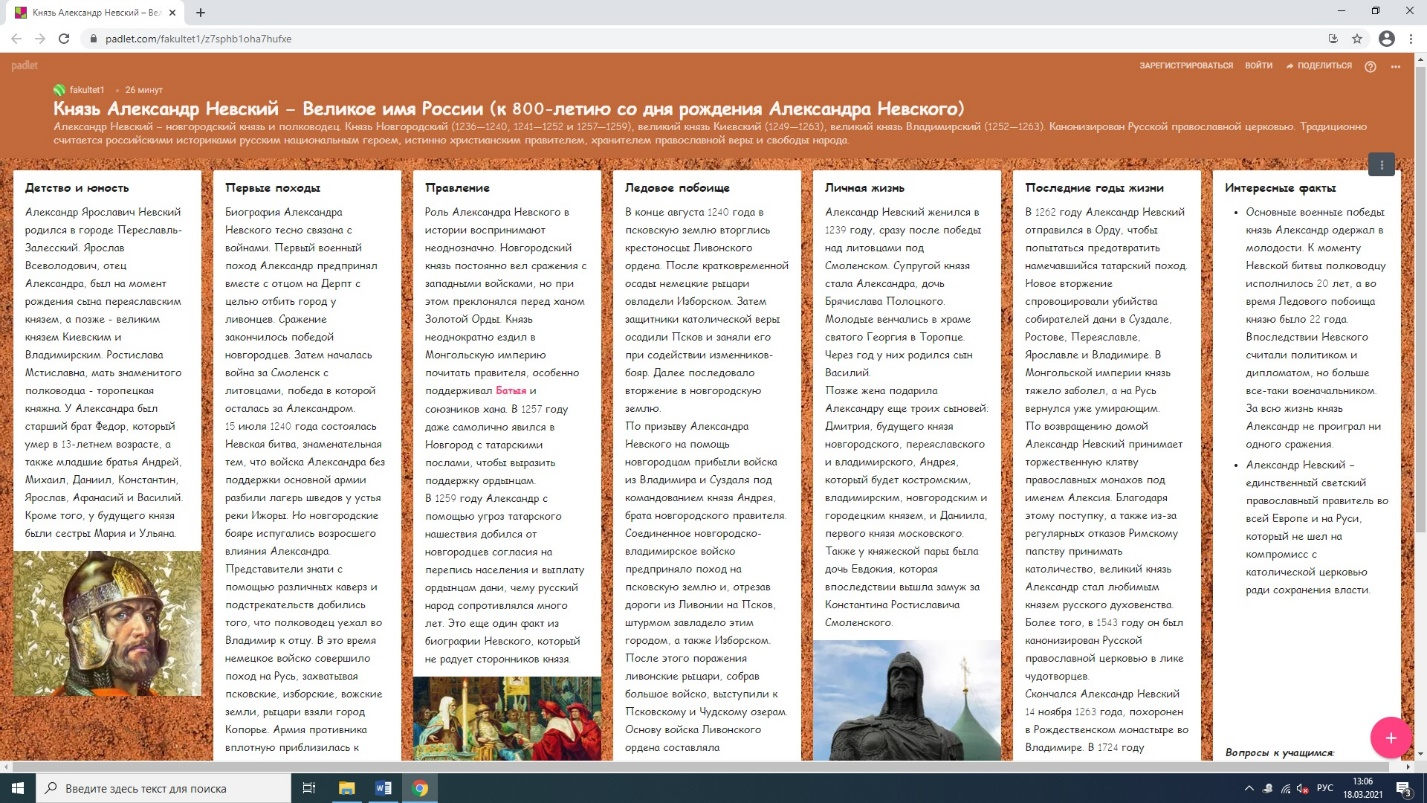 Князь Александр Невский – Вел
padlet.com/fakultet1/z7sphb1oha7hufxe
padlet
ЗАРЕГИСТРИРОВАТЬСЯ ВОЙТИ ПОДЕЛИТЬСЯ
fakultet1 • 26 минут
Князь Александр Невский – Великое имя России (к 800-летию со дня рождения Александра Невского)
Александр Невский – новгородский князь и полководец. Князь Новгородский (1236—1240, 1241—1252 и 1257—1259), великий князь Киевский (1249—1263), великий князь Владимирский (1252—1263). Канонизирован Русской православной церковью. Традиционно
считается российскими историками русским национальным героем, истинно христианским правителем, хранителем православной веры и свободы народа.
Детство и юность
Александр Ярославич Невский
родился в городе Переславль-
Залесский. Ярослав
Всеволодович, отец
Александра, был на момент
рождения сына переяславским
князем, а позже - великим
князем Киевским и
Владимирским. Ростислава
Мстиславна, мать знаменитого
полководца - торопецкая
княжна. У Александра был
старший брат Федор, который
умер в 13-летнем возрасте, а
также младшие братья Андрей,
Михаил, Даниил, Константин,
Ярослав, Афанасий и Василий.
Кроме того, у будущего князя
были сестры Мария и Ульяна.
Первые походы
Биография Александра
Невского тесно связана с
войнами. Первый военный
поход Александр предпринял
вместе с отцом на Дерпт с
целью отбить город у
ливонцев. Сражение
закончилось победой
новгородцев. Затем началась
война за Смоленск с
литовцами, победа в которой
осталась за Александром.
15 июля 1240 года состоялась
Невская битва, знаменательная
тем, что войска Александра без
поддержки основной армии
разбили лагерь шведов у устья
реки Ижоры. Но новгородские
бояре испугались возросшего
влияния Александра.
Представители знати с
помощью различных каверз и
подстрекательств добились
того, что полководец уехал во
Владимир к отцу. В это время
немецкое войско совершило
поход на Русь, захватывая
псковские, изборские, вожские
земли, рыцари взяли город
Копорье. Армия противника
вплотную приблизилась к
Правление
Роль Александра Невского в
истории воспринимают
неоднозначно. Новгородский
князь постоянно вел сражения с
западными войсками, но при
этом преклонялся перед ханом
Золотой Орды. Князь
неоднократно ездил в
Монгольскую империю
почитать правителя, особенно
поддерживал Батыя и
союзников хана. В 1257 году
даже самолично явился в
Новгород с татарскими
послами, чтобы выразить
поддержку ордынцам.
В 1259 году Александр с
помощью угроз татарского
нашествия добился от
новгородцев согласия на
перепись населения и выплату
ордынцам дани, чему русский
народ сопротивлялся много
лет. Это еще один факт из
биографии Невского, который
не радует сторонников князя.
Ледовое побоище
В конце августа 1240 года в
псковскую землю вторглись
крестоносцы Ливонского
ордена. После кратковременной
осады немецкие рыцари
овладели Изборском. Затем
защитники католической веры
осадили Псков и заняли его
при содействии изменников-
бояр. Далее последовало
вторжение в новгородскую
землю.
По призыву Александра
Невского на помощь
новгородцам прибыли войска
из Владимира и Суздаля под
командованием князя Андрея,
брата новгородского правителя.
Соединенное новгородско-
владимирское войско
предприняло поход на
псковскую землю и, отрезав
дороги из Ливонии на Псков,
штурмом завладело этим
городом, а также Изборском.
После этого поражения
ливонские рыцари, собрав
большое войско, выступили к
Псковскому и Чудскому озерам.
Основу войска Ливонского
ордена составляла
Личная жизнь
Александр Невский женился в
1239 году, сразу после победы
над литовцами под
Смоленском. Супругой князя
стала Александра, дочь
Брячислава Полоцкого.
Молодые венчались в храме
святого Георгия в Торопце.
Через год у них родился сын
Василий.
Позже жена подарила
Александру еще троих сыновей:
Дмитрия, будущего князя
новгородского, переяславского
и владимирского, Андрея,
который будет костромским,
владимирским, новгородским и
городецким князем, и Даниила,
первого князя московского.
Также у княжеской пары была
дочь Евдокия, которая
впоследствии вышла замуж за
Константина Ростиславича
Смоленского.
Последние годы жизни
В 1262 году Александр Невский
отправился в Орду, чтобы
попытаться предотвратить
намечавшийся татарский поход.
Новое вторжение
спровоцировали убийства
собирателей дани в Суздале,
Ростове, Переяславле,
Ярославле и Владимире. В
Монгольской империи князь
тяжело заболел, а на Русь
вернулся уже умирающим.
По возвращению домой
Александр Невский принимает
торжественную клятву
православных монахов под
именем Алексия. Благодаря
этому поступку, а также из-за
регулярных отказов Римскому
папству принимать
католичество, великий князь
Александр стал любимым
князем русского духовенства.
Более того, в 1543 году он был
канонизирован Русской
православной церковью в лике
чудотворцев.
Скончался Александр Невский
14 ноября 1263 года, похоронен
в Рождественском монастыре во
Владимире. В 1724 году
Интересные факты
• Основные военные победы
князь Александр одержал в
молодости. К моменту
Невской битвы полководцу
исполнилось 20 лет, а во
время Ледового побоища
князю было 22 года.
Впоследствии Невского
считали политиком и
дипломатом, но больше
все-таки военачальником.
За всю жизнь князь
Александр не проиграл ни
одного сражения.
• Александр Невский –
единственный светский
православный правитель во
всей Европе и на Руси,
который не шел на
компромисс с
католической церковью
ради сохранения власти.
Вопросы к учащимся:
Введите здесь текст для поиска
РУС
13:06
18.03.2021
3